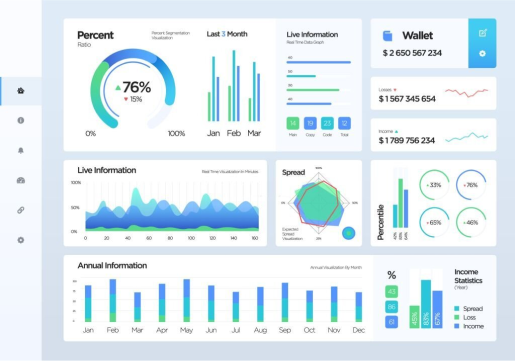 Percent
Ratio
Percent Segmentation
Visualization
76%
15%
0%
100%
Last 3 Month
Jan
Feb
Mar
Live Information
Real Time Data Graph
14
19
23
12
Main
Copy
Code
Total
Wallet
$ 2 650 567 234
Losses
$ 1 567 345 654
Income
$ 1 789 756 234
Live Information
Real Time Visualization in Minutes
100%
50%
0%
0 20 40 60 80 100 120 140 160
Spread
100%
Expected
Spread
Visualization
Percentile
33%
76%
65%
46%
Annual Information
Annual Visualization By Month
Jan Feb Mar Apr May Jun Jul Aug Sep Oct Nov Dec
%
Income
Statistics
(Year)
45% 83% 67%
Spread
Loss
Income